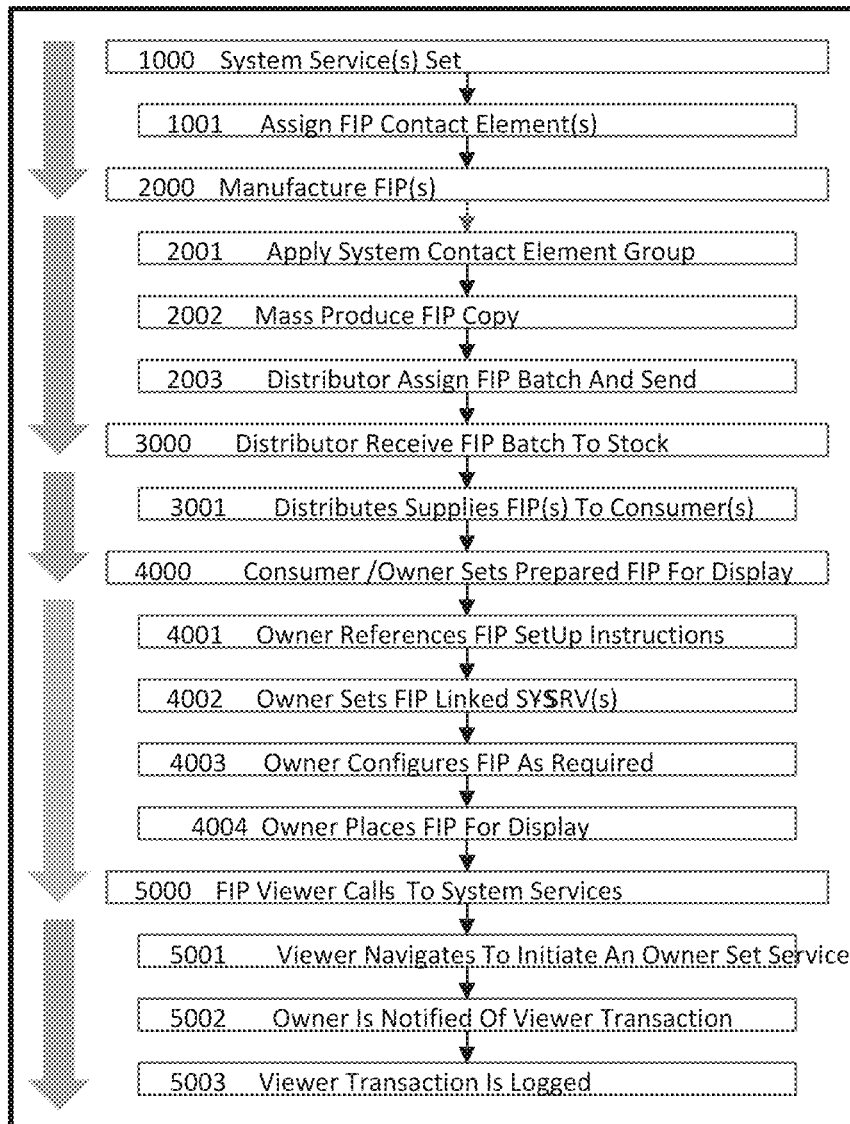 1000 System Service(s) Set
1001 Assign FIP Contact Element(s)
2000 Manufacture FIP(s)
2001 Apply System Contact Element Group
2002 Mass Produce FIP Copy
2003 Distributor Assign FIP Batch And Send
3000 Distributor Receive FIP Batch To Stock
3001 Distributes Supplies FIP(s) To Consumer(s)
4000 Consumer /Owner Sets Prepared FIP For Display
4001 Owner References FIP SetUp Instructions
4002 Owner Sets FIP Linked SYSSRV(s)
4003 Owner Configures FIP As Required
4004 Owner Places FIP For Display
5000 FIP Viewer Calls To System Services
5001 Viewer Navigates To Initiate An Owner Set Service
5002 Owner Is Notified Of Viewer Transaction
5003 Viewer Transaction Is Logged